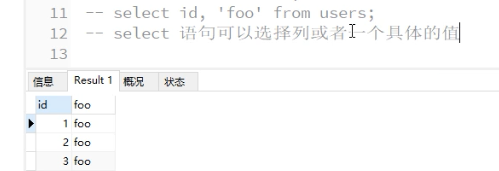 11 -- select id, 'foo' from users;
12 -- select 语句可以选择列或者一个具体的值
13
信息 Result 1 概况 状态
id foo
1 foo
2 foo
3 foo